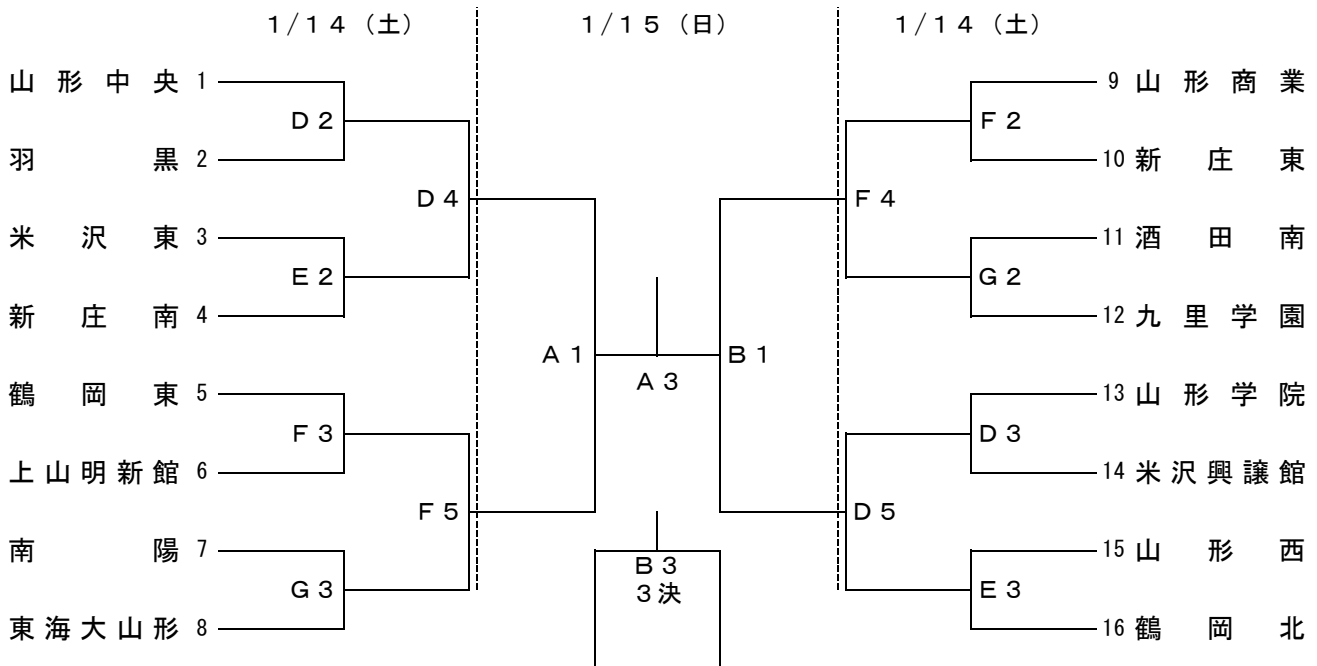 1/14（土） 1/15（日） 1/14（土）
山形中央 1 9 山形商業
D2 F2
羽黒 2 10 新庄東
D4 F4
米沢東 3 11 酒田南
E2 G2
新庄南 4 12 九里学園
A1 B1
A3
鶴岡東 5 13 山形学院
F3 D3
上山明新館 6 14 米沢興譲館
F5 D5
南陽 7 15 山形西
B3
G3 3決 E3
東海大山形 8 16 鶴岡北